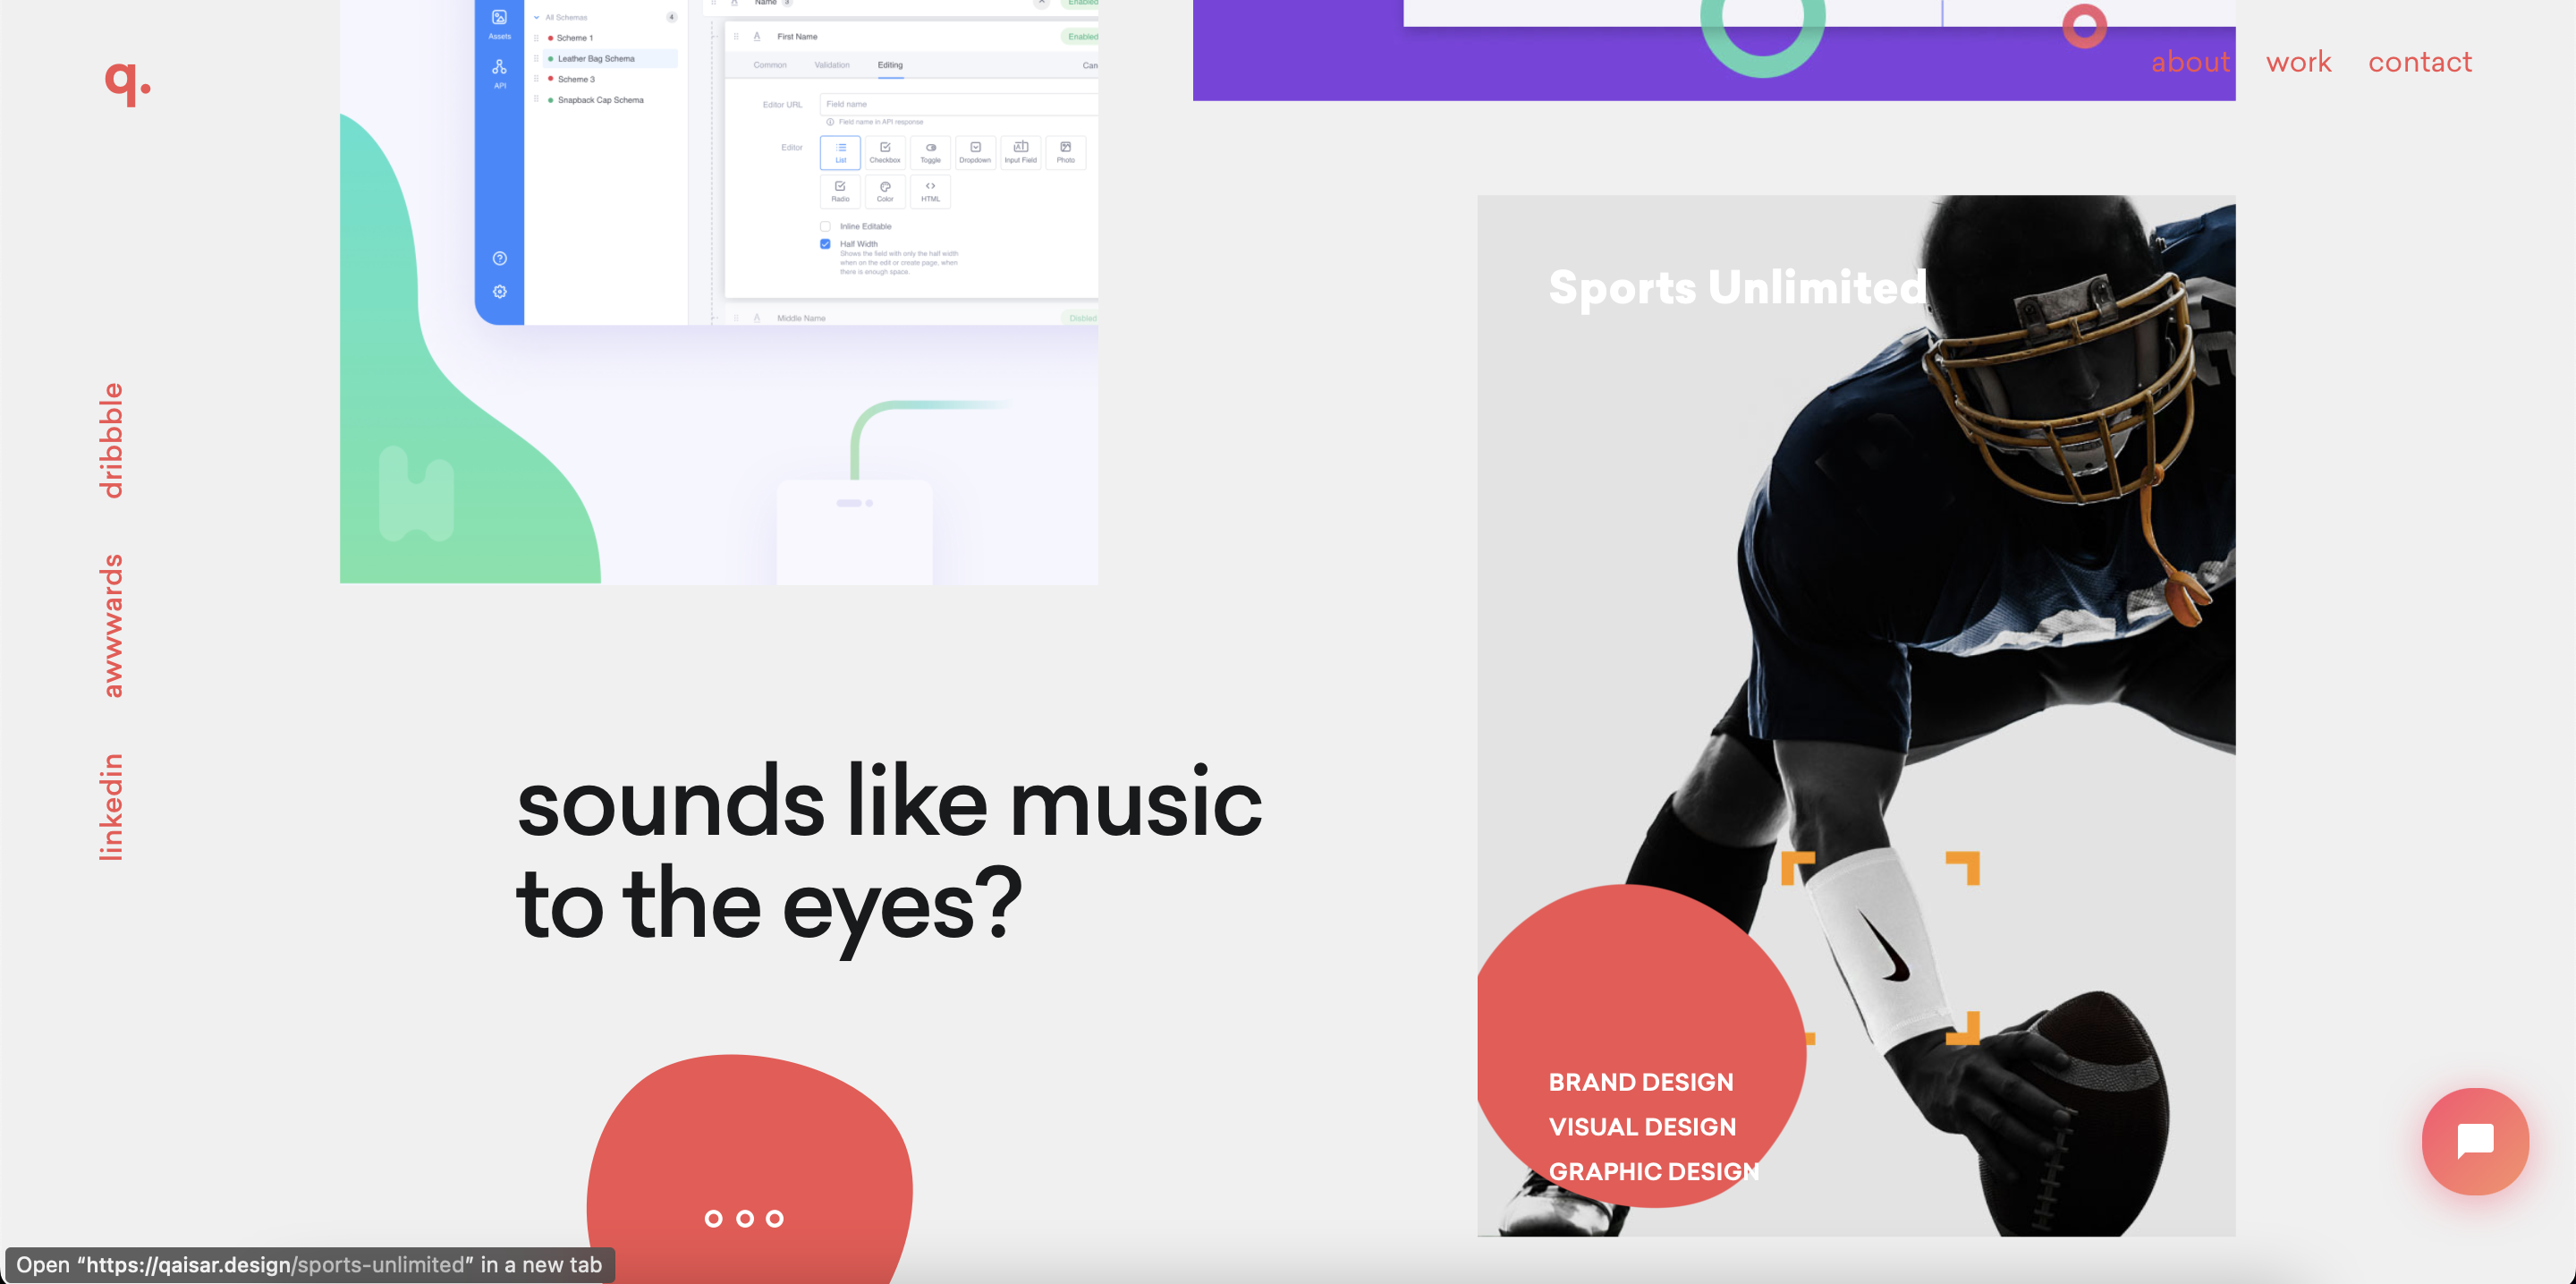 q.
about work contact
dribbble
awwwards
linkedin
Assets
API
All Schemas 4
Scheme 1
Leather Bag Schema
Scheme 3
Snapback Cap Schema
Name 3
Enabled
First Name
Enabled
Common Validation Editing
Can
Editor URL
Field name
Field name in API response
Editor
List Checkbox Toggle Dropdown Input Field Photo
Radio Color HTML
Inline Editable
Half Width
Shows the field with only the half width
when on the edit or create page, when
there is enough space.
Middle Name
Disbled
sounds like music
to the eyes?
Sports Unlimited
BRAND DESIGN
VISUAL DESIGN
GRAPHIC DESIGN
Open “https://qaisar.design/sports-unlimited” in a new tab